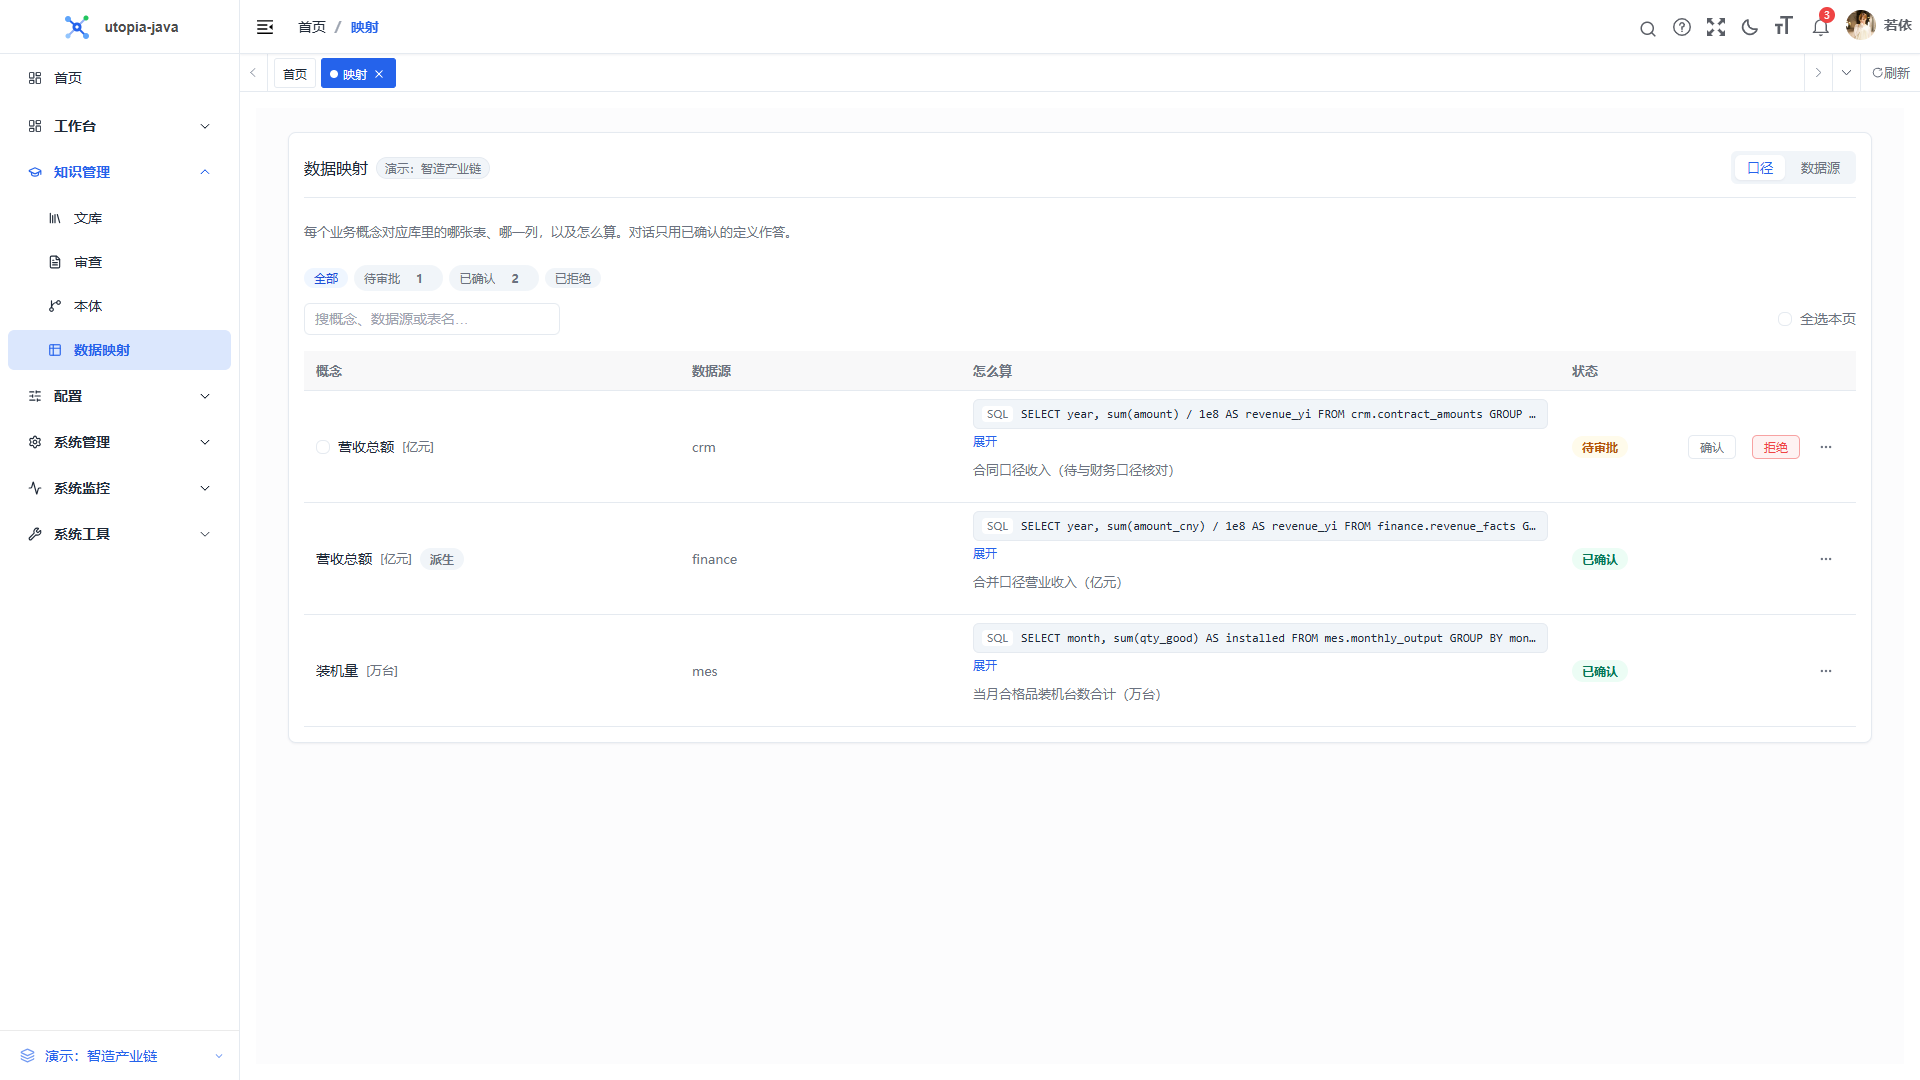 utopia-java
首页 / 映射
3
若依
首页
映射
刷新
首页
工作台
知识管理
文库
审查
本体
数据映射
配置
系统管理
系统监控
系统工具
演示：智造产业链
数据映射 演示：智造产业链
口径 数据源
每个业务概念对应库里的哪张表、哪一列，以及怎么算。对话只用已确认的定义作答。
全部 待审批 1 已确认 2 已拒绝
搜概念、数据源或表名...
全选本页
概念 数据源 怎么算 状态
SQL SELECT year, sum(amount) / 1e8 AS revenue_yi FROM crm.contract_amounts GROUP …
营收总额 [亿元] crm 展开 待审批 确认 拒绝 ...
合同口径收入（待与财务口径核对）
SQL SELECT year, sum(amount_cny) / 1e8 AS revenue_yi FROM finance.revenue_facts G…
营收总额 [亿元] 派生 finance 展开 已确认 ...
合并口径营业收入（亿元）
SQL SELECT month, sum(qty_good) AS installed FROM mes.monthly_output GROUP BY mon…
装机量 [万台] mes 展开 已确认 ...
当月合格品装机台数合计（万台）